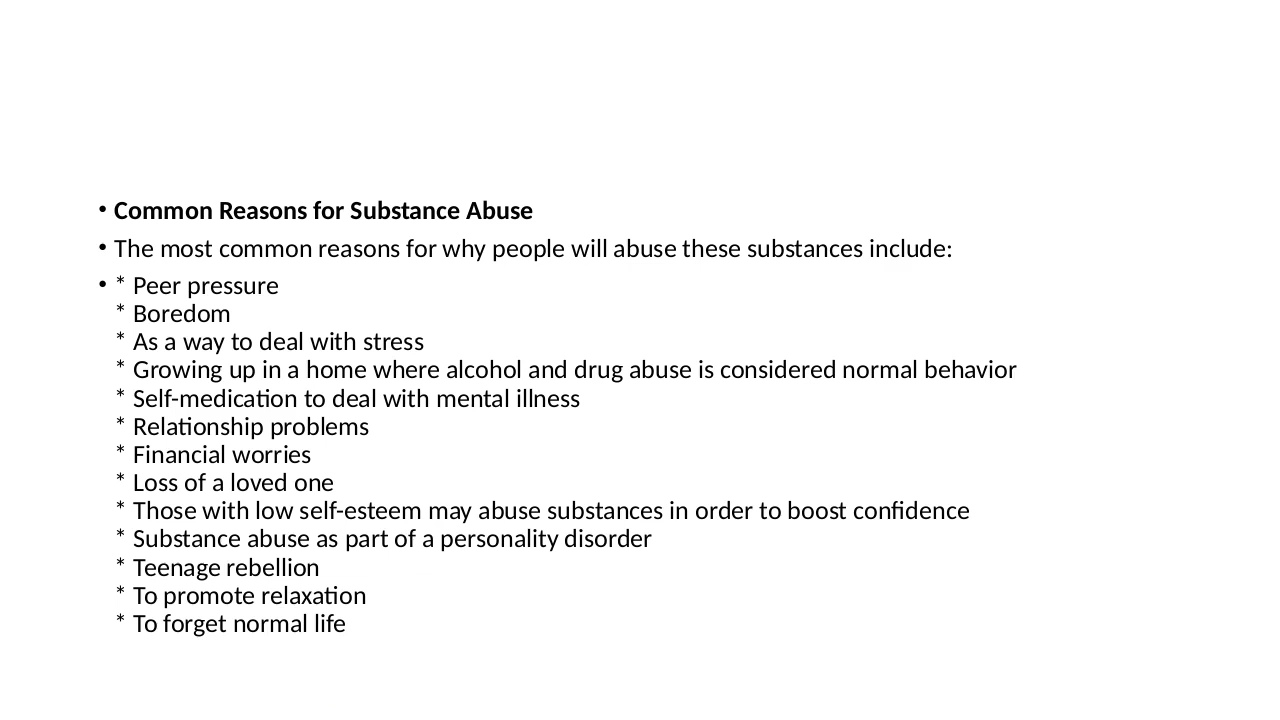 • Common Reasons for Substance Abuse
• The most common reasons for why people will abuse these substances include:
• * Peer pressure
* Boredom
* As a way to deal with stress
* Growing up in a home where alcohol and drug abuse is considered normal behavior
* Self-medication to deal with mental illness
* Relationship problems
* Financial worries
* Loss of a loved one
* Those with low self-esteem may abuse substances in order to boost confidence
* Substance abuse as part of a personality disorder
* Teenage rebellion
* To promote relaxation
* To forget normal life